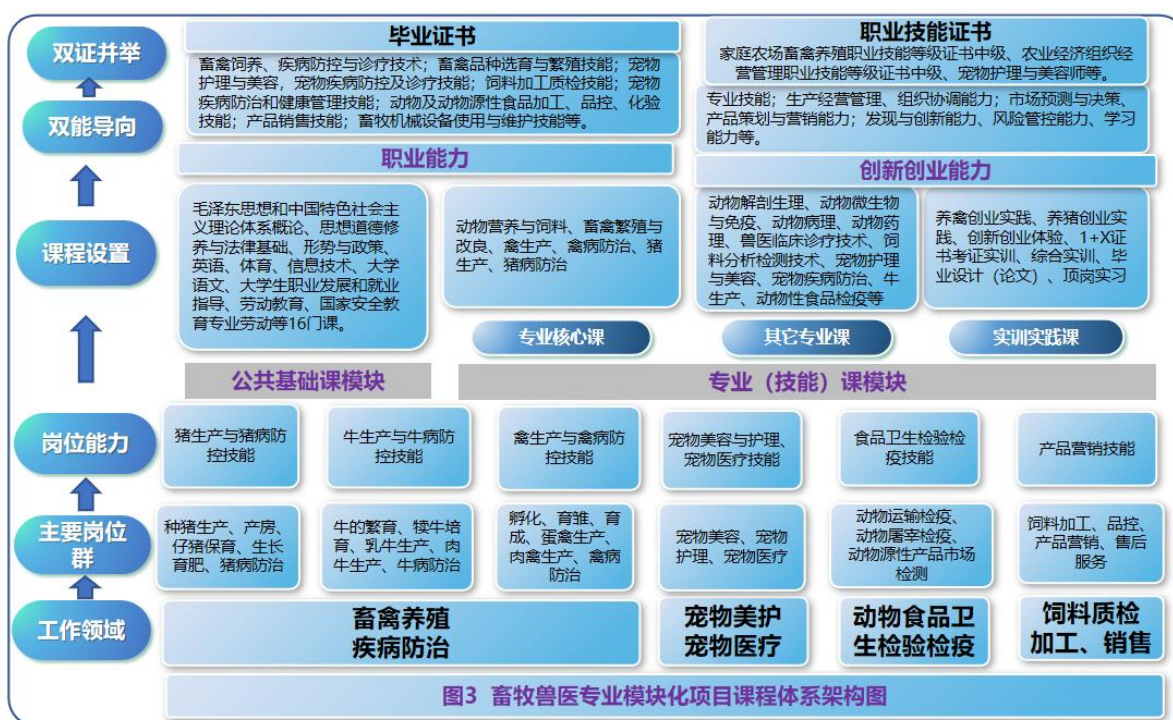 双证并举
毕业证书
畜禽饲养、疾病防控与诊疗技术；畜禽品种选育与繁殖技能；宠物
护理与美容，宠物疾病防控及诊疗技能；饲料加工质检技能；宠物
疾病防治和健康管理技能；动物及动物源性食品加工、品控、化验
技能；产品销售技能；畜牧机械设备使用与维护技能等。
职业技能证书
家庭农场畜禽养殖职业技能等级证书中级、农业经济组织经
营管理职业技能等级证书中级、宠物护理与美容师等。
双能导向
专业技能；生产经营管理、组织协调能力；市场预测与决策、
产品策划与营销能力；发现与创新能力、风险管控能力、学习
能力等。
职业能力
创新创业能力
课程设置
毛泽东思想和中国特色社会主
义理论体系概论、思想道德修
养与法律基础、形势与政策、
英语、体育、信息技术、大学
语文、大学生职业发展和就业
指导、劳动教育、国家安全教
育专业劳动等16门课。
动物营养与饲料、畜禽繁殖与
改良、禽生产、禽病防治、猪
生产、猪病防治
动物解剖生理、动物微生物
与免疫、动物病理、动物药
理、兽医临床诊疗技术、饲
料分析检测技术、宠物护理
与美容、宠物疾病防治、牛
生产、动物性食品检疫等
养禽创业实践、养猪创业实
践、创新创业体验、1+X证
书考证实训、综合实训、毕
业设计（论文）、顶岗实习
专业核心课
其它专业课
实训实践课
公共基础课模块
专业（技能）课模块
岗位能力
猪生产与猪病防
控技能
牛生产与牛病防
控技能
禽生产与禽病防
控技能
宠物美容与护理、
宠物医疗技能
食品卫生检验检
疫技能
产品营销技能
主要岗位
群
种猪生产、产房、
仔猪保育、生长
育肥、猪病防治
牛的繁育、犊牛培
育、乳牛生产、肉
牛生产、牛病防治
孵化、育雏、育
成、蛋禽生产、
肉禽生产、禽病
防治
宠物美容、宠物
护理、宠物医疗
动物运输检疫、
动物屠宰检疫、
动物源性产品市场
检测
饲料加工、品控、
产品营销、售后
服务
工作领域
畜禽养殖
疾病防治
宠物美护
宠物医疗
动物食品卫
生检验检疫
饲料质检
加工、销售
图3 畜牧兽医专业模块化项目课程体系架构图